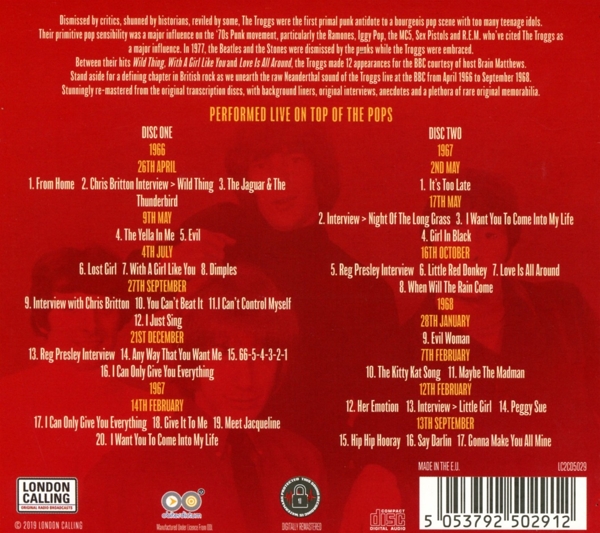 Dismissed by critics, shunned by historians, reviled by some, The Troggs were the first primal punk antidote to a bourgeois pop scene with too many teenage idols.
Their primitive pop sensibility was a major influence on the '70s Punk movement, particularly the Ramones, Iggy Pop, the MC5, Sex Pistols and R.E.M. who've cited The Troggs as
a major influence. In 1977, the Beatles and the Stones were dismissed by the punks while the Troggs were embraced.
Between their hits Wild Thing, With A Girl Like You and Love Is All Around, the Troggs made 12 appearances for the BBC courtesy of host Brain Matthews.
Stand aside for a defining chapter in British rock as we unearth the raw Neanderthal sound of the Troggs live at the BBC from April 1966 to September 1968.
Stunningly re-mastered from the original transcription discs, with background liners, original interviews, anecdotes and a plethora of rare original memorabilia.
PERFORMED LIVE ON TOP OF THE POPS
DISC ONE
1966
26TH APRIL
1. From Home 2. Chris Britton Interview > Wild Thing 3. The Jaguar & The
Thunderbird
9TH MAY
4. The Yella In Me 5. Evil
4TH JULY
6. Lost Girl 7. With A Girl Like You 8. Dimples
27TH SEPTEMBER
9. Interview with Chris Britton 10. You Can't Beat It 11. I Can't Control Myself
12. I Just Sing
21ST DECEMBER
13. Reg Presley Interview 14. Any Way That You Want Me 15. 66-5-4-3-2-1
16. I Can Only Give You Everything
1967
14TH FEBRUARY
17. I Can Only Give You Everything 18. Give It To Me 19. Meet Jacqueline
20. I Want You To Come Into My Life
DISC TWO
1967
2ND MAY
1. It's Too Late
17TH MAY
2. Interview > Night Of The Long Grass 3. I Want You To Come Into My Life
4. Girl In Black
16TH OCTOBER
5. Reg Presley Interview 6. Little Red Donkey 7. Love Is All Around
8. When Will The Rain Come
1968
28TH JANUARY
9. Evil Woman
7TH FEBRUARY
10. The Kitty Kat Song 11. Maybe The Madman
12TH FEBRUARY
12. Her Emotion 13. Interview > Little Girl 14. Peggy Sue
13TH SEPTEMBER
15. Hip Hip Hooray 16. Say Darlin 17. Gonna Make You All Mine
MADE IN THE E.U. LC2CD5029
LONDON
CALLING
ORIGINAL RADIO BROADCASTS
© 2019 LONDON CALLING
Manufactured Under Licence From ODL
DIGITALLY REMASTERED
COMPACT
disc
DIGITAL AUDIO
5 053792 502912